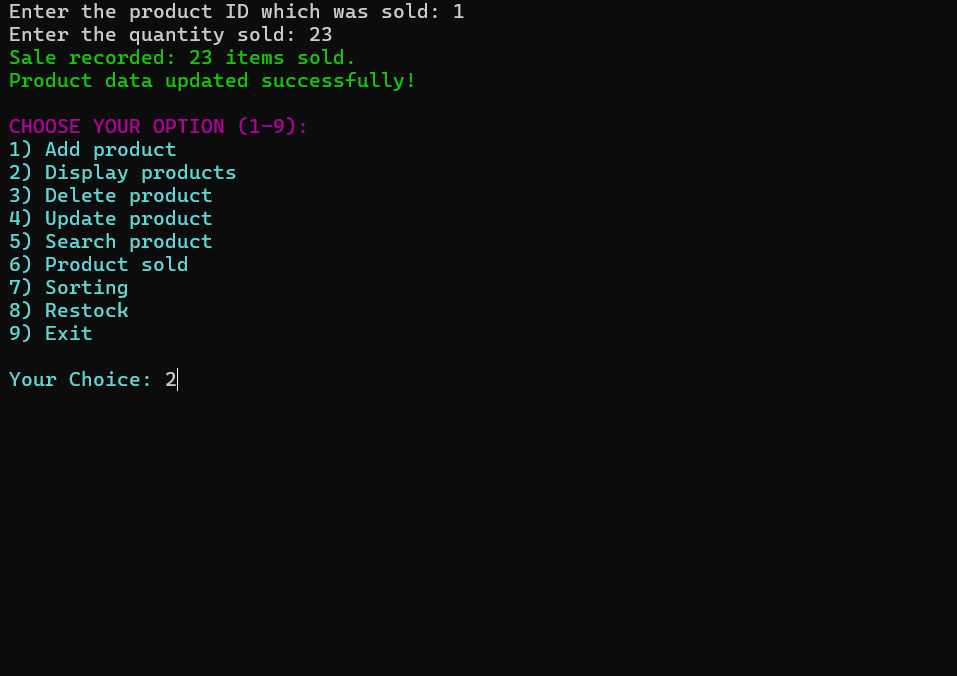 Enter the product ID which was sold: 1
Enter the quantity sold: 23
Sale recorded: 23 items sold.
Product data updated successfully!
CHOOSE YOUR OPTION (1-9):
1) Add product
2) Display products
3) Delete product
4) Update product
5) Search product
6) Product sold
7) Sorting
8) Restock
9) Exit
Your Choice: 2